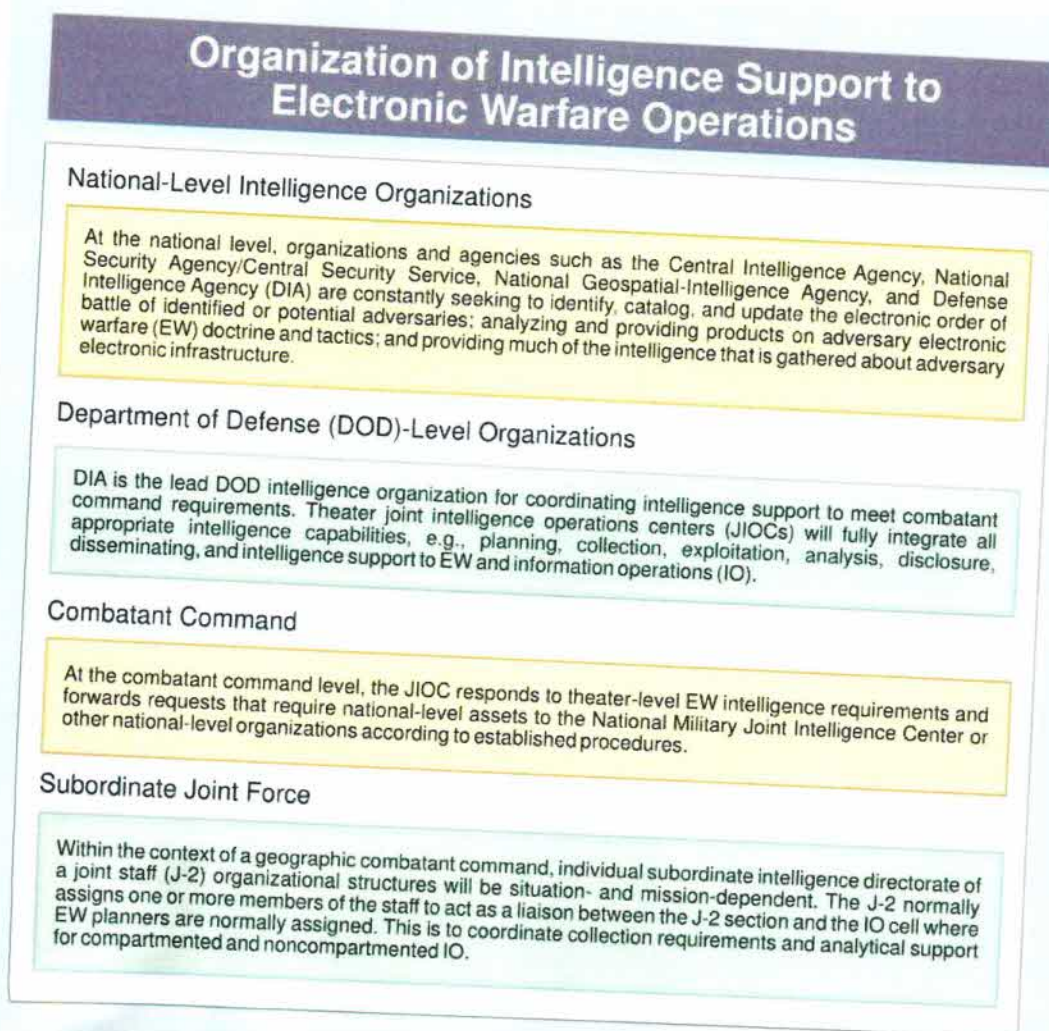 Organization of Intelligence Support to
Electronic Warfare Operations
National-Level Intelligence Organizations
At the national level, organizations and agencies such as the Central Intelligence Agency, National
Security Agency/Central Security Service, National Geospatial-Intelligence Agency, and Defense
Intelligence Agency (DIA) are constantly seeking to identify, catalog, and update the electronic order of
battle of identified or potential adversaries; analyzing and providing products on adversary electronic
warfare (EW) doctrine and tactics; and providing much of the intelligence that is gathered about adversary
electronic infrastructure.
Department of Defense (DOD)-Level Organizations
DIA is the lead DOD intelligence organization for coordinating intelligence support to meet combatant
command requirements. Theater joint intelligence operations centers (JIOCs) will fully integrate all
appropriate intelligence capabilities, e.g., planning, collection, exploitation, analysis, disclosure,
disseminating, and intelligence support to EW and information operations (IO).
Combatant Command
At the combatant command level, the JIOC responds to theater-level EW intelligence requirements and
forwards requests that require national-level assets to the National Military Joint Intelligence Center or
other national-level organizations according to established procedures.
Subordinate Joint Force
Within the context of a geographic combatant command, individual subordinate intelligence directorate of
a joint staff (J-2) organizational structures will be situation- and mission-dependent. The J-2 normally
assigns one or more members of the staff to act as a liaison between the J-2 section and the IO cell where
EW planners are normally assigned. This is to coordinate collection requirements and analytical support
for compartmented and noncompartmented IO.